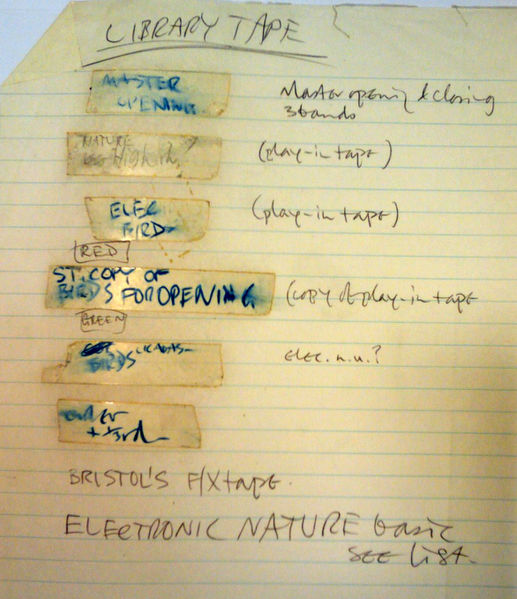 LIBRARY TAPE
MASTER
OPENING
Master opening & closing
3 bands
NATURE
High
(play-in tape)
ELEC
BIRD
(play-in tape)
RED
ST. COPY OF
BIRDS FOR OPENING
(copy of play-in tape
GREEN
BIRDS CICADAS
elec. n.u.?
BRISTOL'S F/X tape.
ELECTRONIC NATURE basic
SEE list.